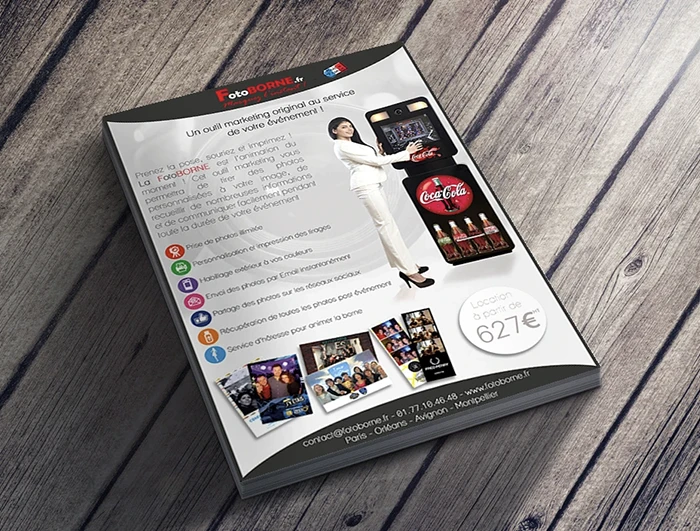 FotoBORNE.fr
Un outil marketing original au service
de votre événement !
Prenez la pose, souriez et imprimez !
La FotoBORNE est l'animation du
moment ! Cet outil marketing vous
permettra de tirer des photos
personnalisées à votre image, de
recueillir de nombreuses informations
et de communiquer facilement pendant
toute la durée de votre événement
Prise de photos illimitée
Personnalisation et impression des tirages
Habillage extérieur à vos couleurs
Envoi des photos par Email instantanément
Partage des photos sur les réseaux sociaux
Récupération de toutes les photos post événement
Service d'hôtesse pour animer la borne
Coca-Cola
Coca-Cola
Location
à partir de
627€HT
FRED PERRY
contact@fotoborne.fr - 01.77.10.46.48 - www.fotoborne.fr
Paris - Orléans - Avignon - Montpellier